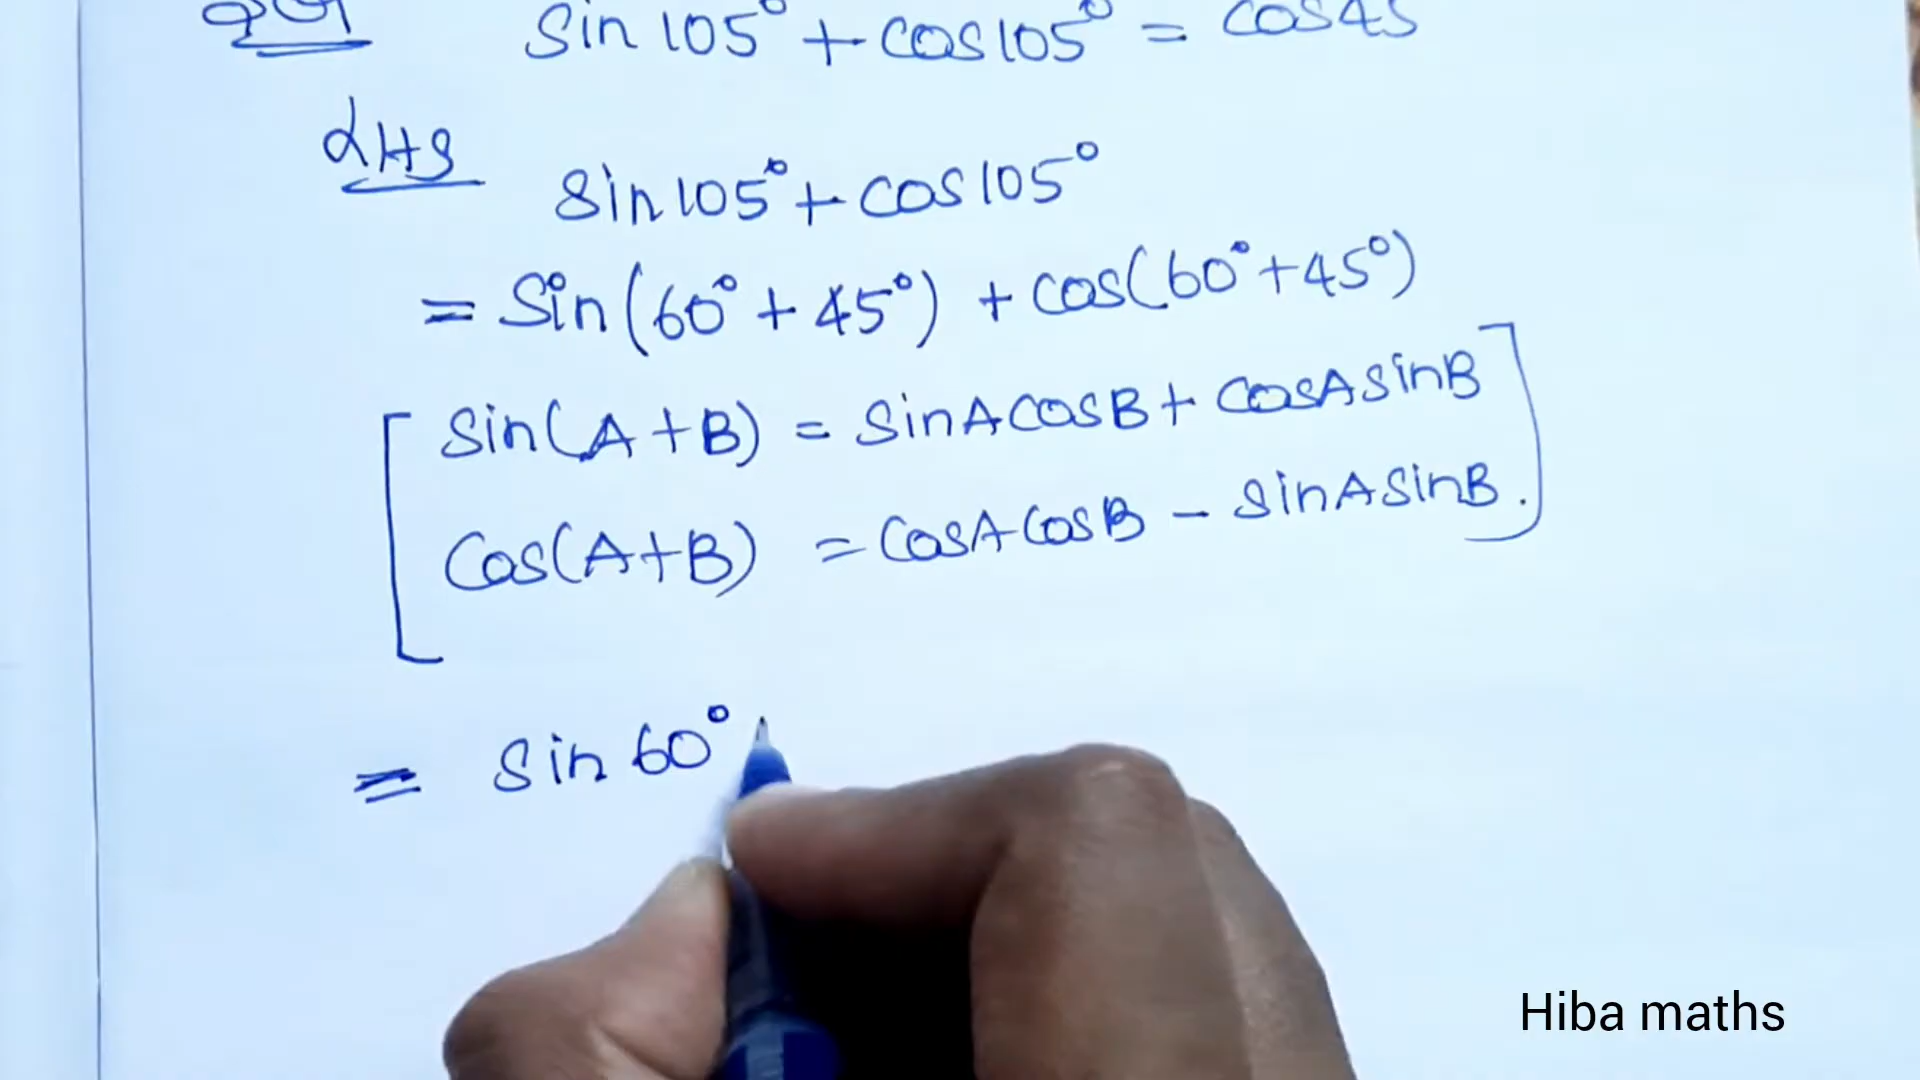 Sin 105° + cos 105° = cos 45
LHS
Sin 105° + cos 105°
= Sin (60° + 45°) + cos(60° + 45°)
[ Sin(A+B) = SinA cosB + cosA sinB
Cos(A+B) = cosA cosB - sinA sinB. ]
= Sin 60°
Hiba maths